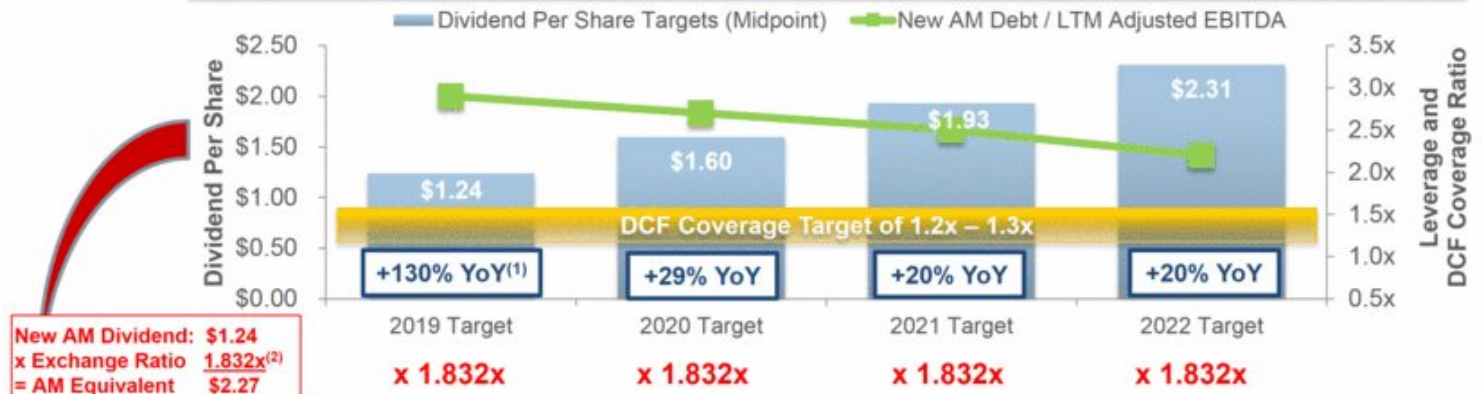 Dividend Per Share Targets (Midpoint) New AM Debt / LTM Adjusted EBITDA
Dividend Per Share
$2.50
$2.00
$1.50
$1.00
$0.50
$0.00
$1.24
$1.60
$1.93
$2.31
DCF Coverage Target of 1.2x – 1.3x
+130% YoY(1)
+29% YoY
+20% YoY
+20% YoY
3.5x
3.0x
2.5x
2.0x
1.5x
1.0x
0.5x
Leverage and
DCF Coverage Ratio
2019 Target 2020 Target 2021 Target 2022 Target
x 1.832x x 1.832x x 1.832x x 1.832x
New AM Dividend: $1.24
x Exchange Ratio 1.832x(2)
= AM Equivalent $2.27